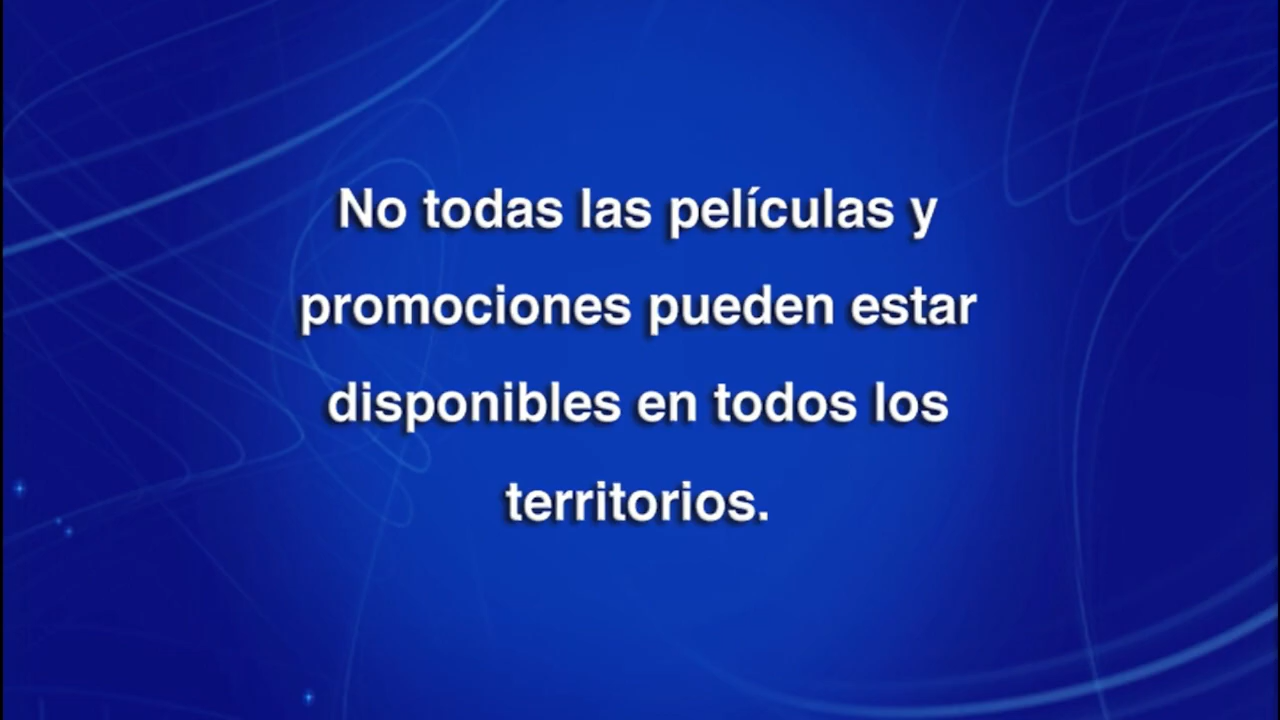 No todas las películas y
promociones pueden estar
disponibles en todos los
territorios.